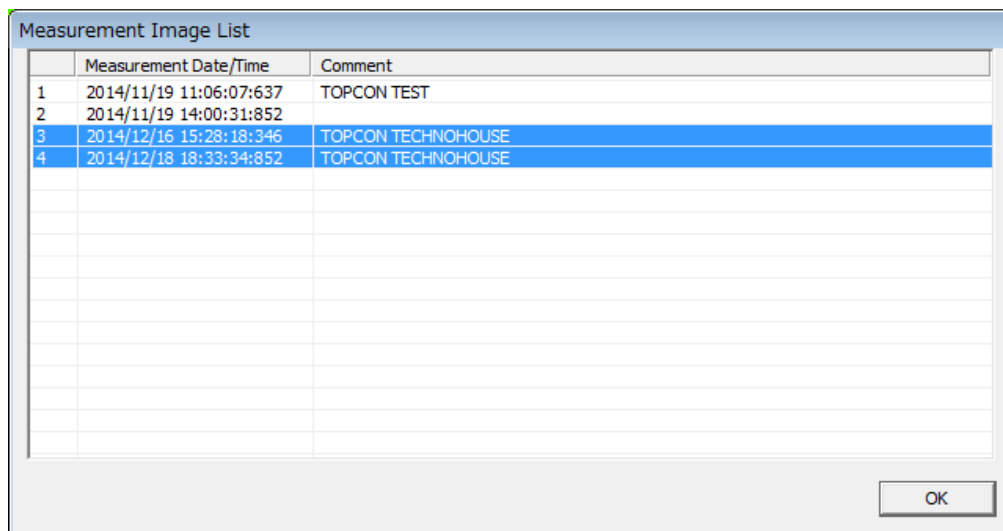 Measurement Image List
Measurement Date/Time Comment
1 2014/11/19 11:06:07:637 TOPCON TEST
2 2014/11/19 14:00:31:852
3 2014/12/16 15:28:18:346 TOPCON TECHNOHOUSE
4 2014/12/18 18:33:34:852 TOPCON TECHNOHOUSE
OK